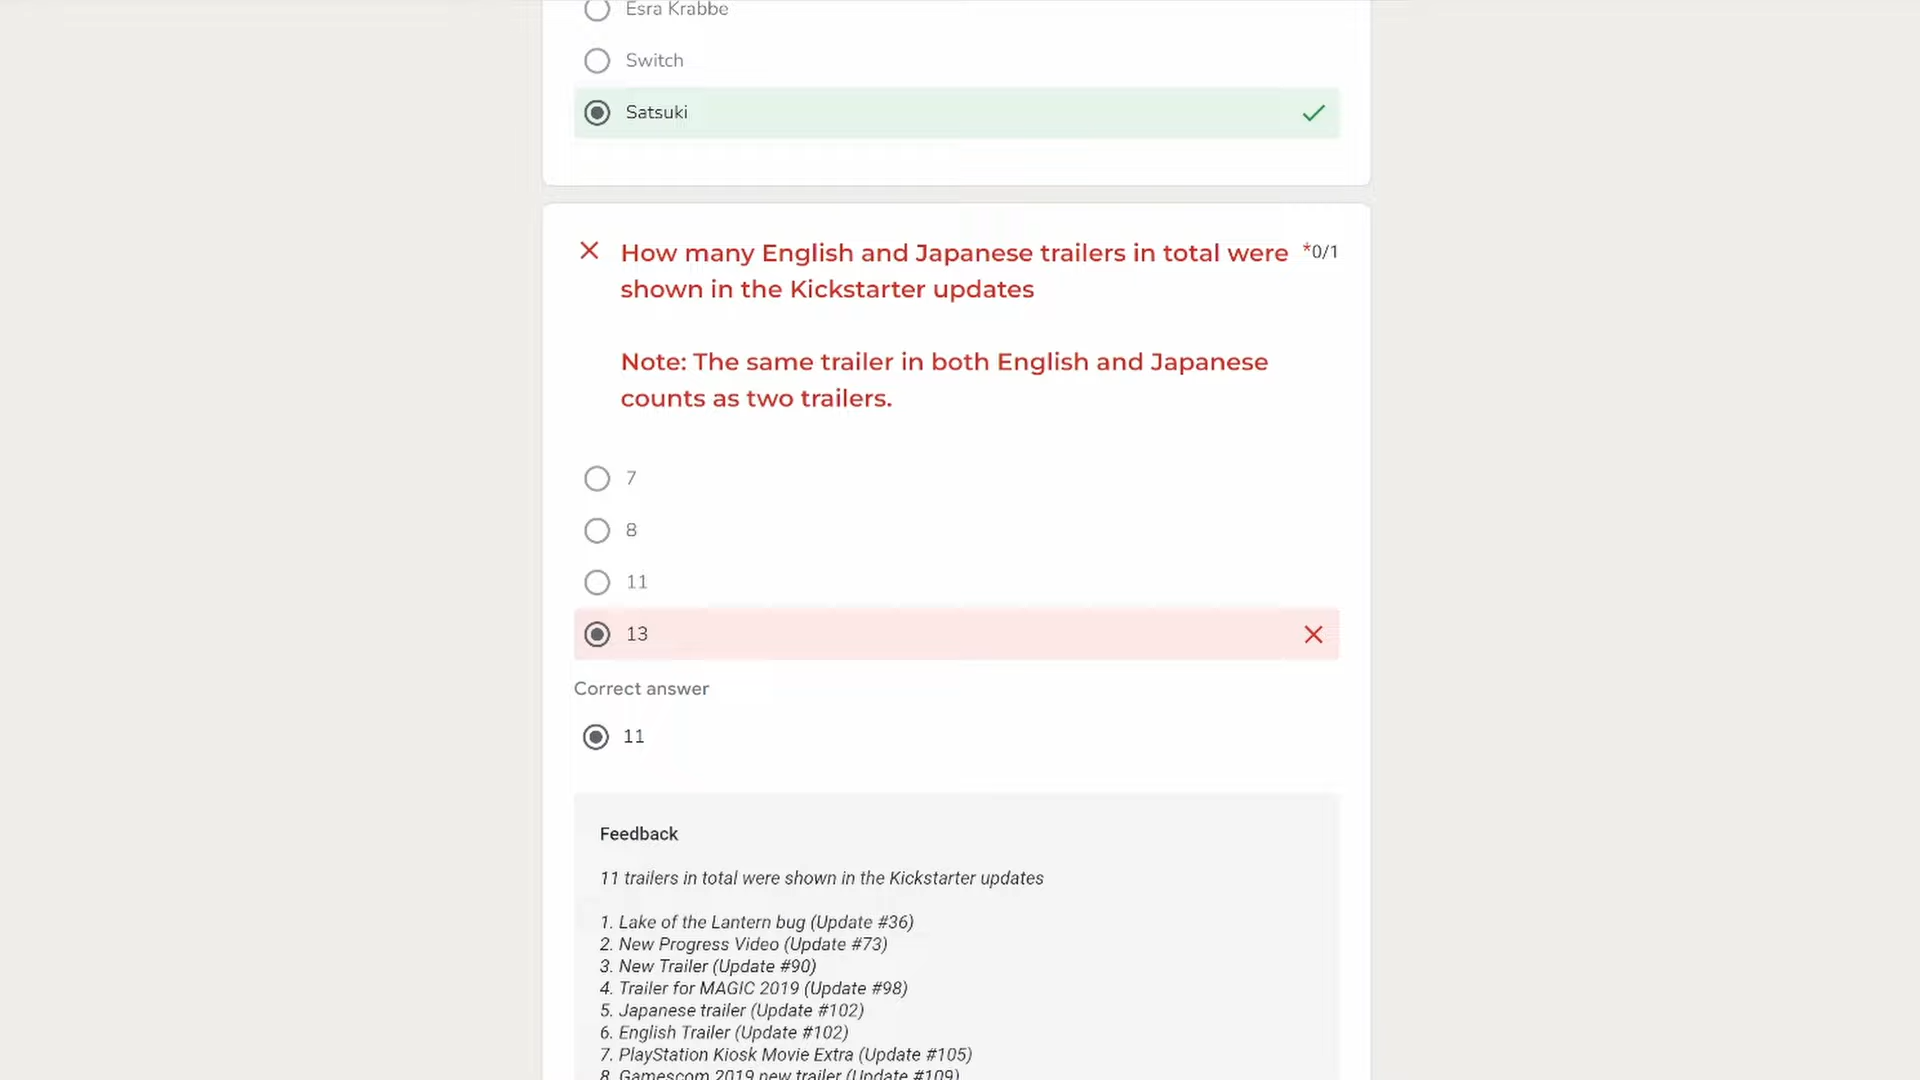 Esra Krabbe
Switch
Satsuki
How many English and Japanese trailers in total were *0/1
shown in the Kickstarter updates
Note: The same trailer in both English and Japanese
counts as two trailers.
7
8
11
13
Correct answer
11
Feedback
11 trailers in total were shown in the Kickstarter updates
1. Lake of the Lantern bug (Update #36)
2. New Progress Video (Update #73)
3. New Trailer (Update #90)
4. Trailer for MAGIC 2019 (Update #98)
5. Japanese trailer (Update #102)
6. English Trailer (Update #102)
7. PlayStation Kiosk Movie Extra (Update #105)
8. Gamescom 2019 new trailer (Update #109)